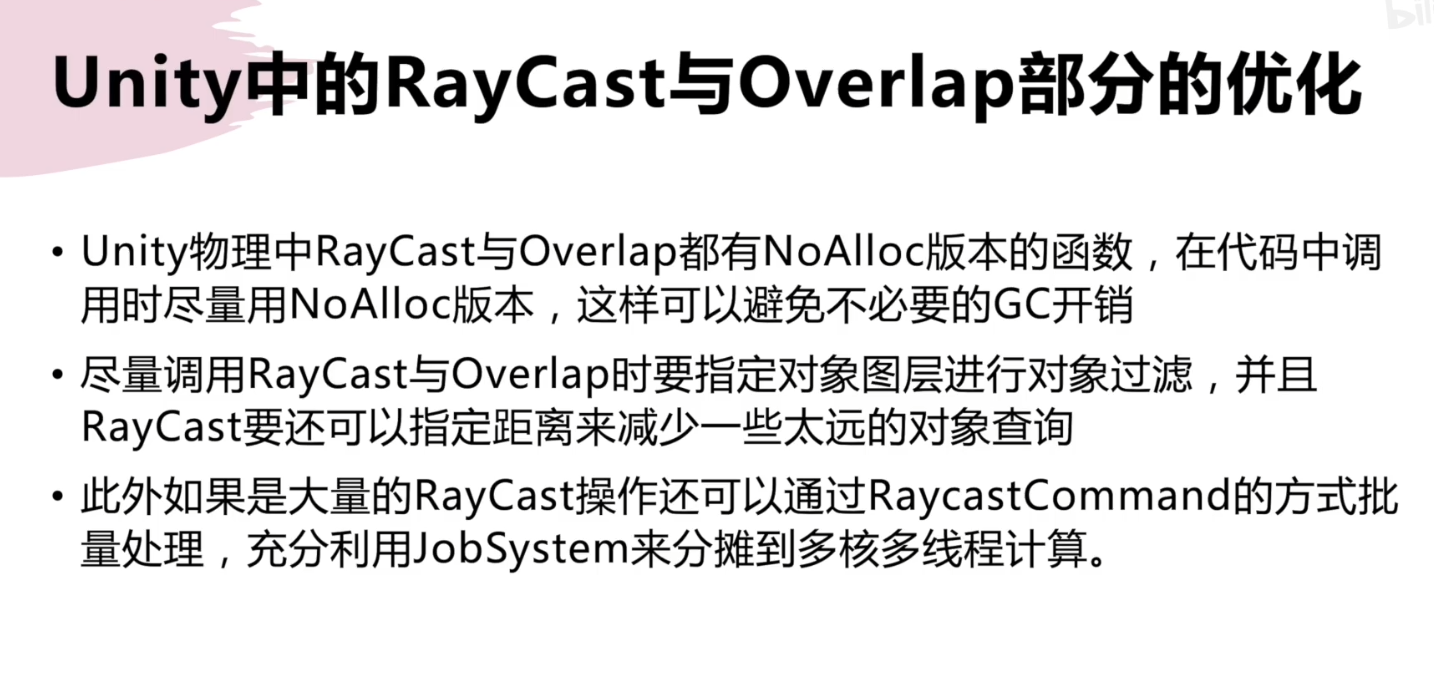 Unity中的RayCast与Overlap部分的优化
• Unity物理中RayCast与Overlap都有NoAlloc版本的函数，在代码中调
用时尽量用NoAlloc版本，这样可以避免不必要的GC开销
• 尽量调用RayCast与Overlap时要指定对象图层进行对象过滤，并且
RayCast要还可以指定距离来减少一些太远的对象查询
• 此外如果是大量的RayCast操作还可以通过RaycastCommand的方式批
量处理，充分利用JobSystem来分摊到多核多线程计算。